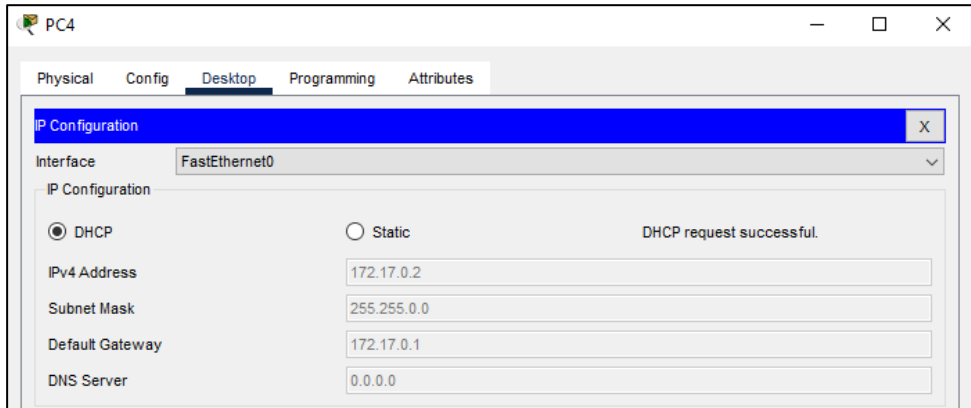 PC4
Physical Config Desktop Programming Attributes
IP Configuration X
Interface FastEthernet0
IP Configuration
DHCP Static DHCP request successful.
IPv4 Address 172.17.0.2
Subnet Mask 255.255.0.0
Default Gateway 172.17.0.1
DNS Server 0.0.0.0